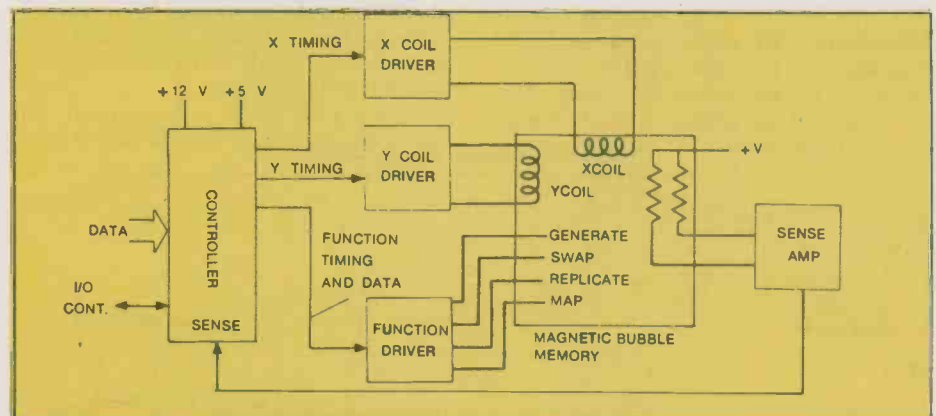 X TIMING
X COIL
DRIVER
+12 V
+5 V
Y TIMING
Y COIL
DRIVER
XCOIL
YCOIL
+V
CONTROLLER
DATA
I/O
CONT.
SENSE
FUNCTION
TIMING
AND DATA
FUNCTION
DRIVER
GENERATE
SWAP
REPLICATE
MAP
MAGNETIC BUBBLE
MEMORY
SENSE
AMP